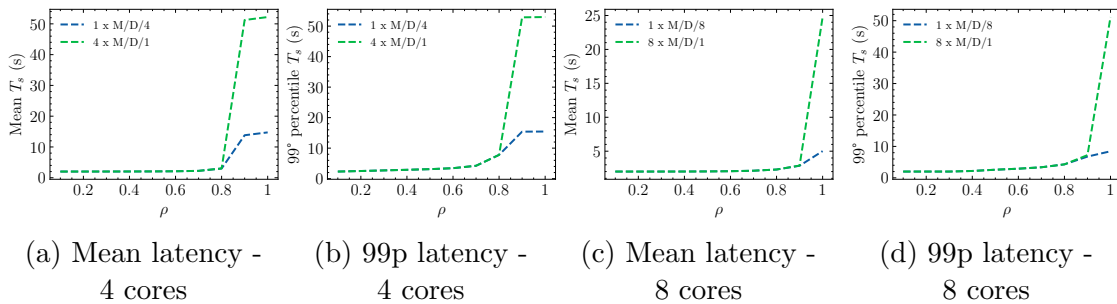 Mean T_s (s)
50
40
30
20
10
0
1 x M/D/4
4 x M/D/1
0.2
0.4
0.6
0.8
1
ρ
(a) Mean latency -
4 cores
99° percentile T_s (s)
50
40
30
20
10
0
1 x M/D/4
4 x M/D/1
0.2
0.4
0.6
0.8
1
ρ
(b) 99p latency -
4 cores
Mean T_s (s)
25
20
15
10
5
1 x M/D/8
8 x M/D/1
0.2
0.4
0.6
0.8
1
ρ
(c) Mean latency -
8 cores
99° percentile T_s (s)
50
40
30
20
10
0
1 x M/D/8
8 x M/D/1
0.2
0.4
0.6
0.8
1
ρ
(d) 99p latency -
8 cores